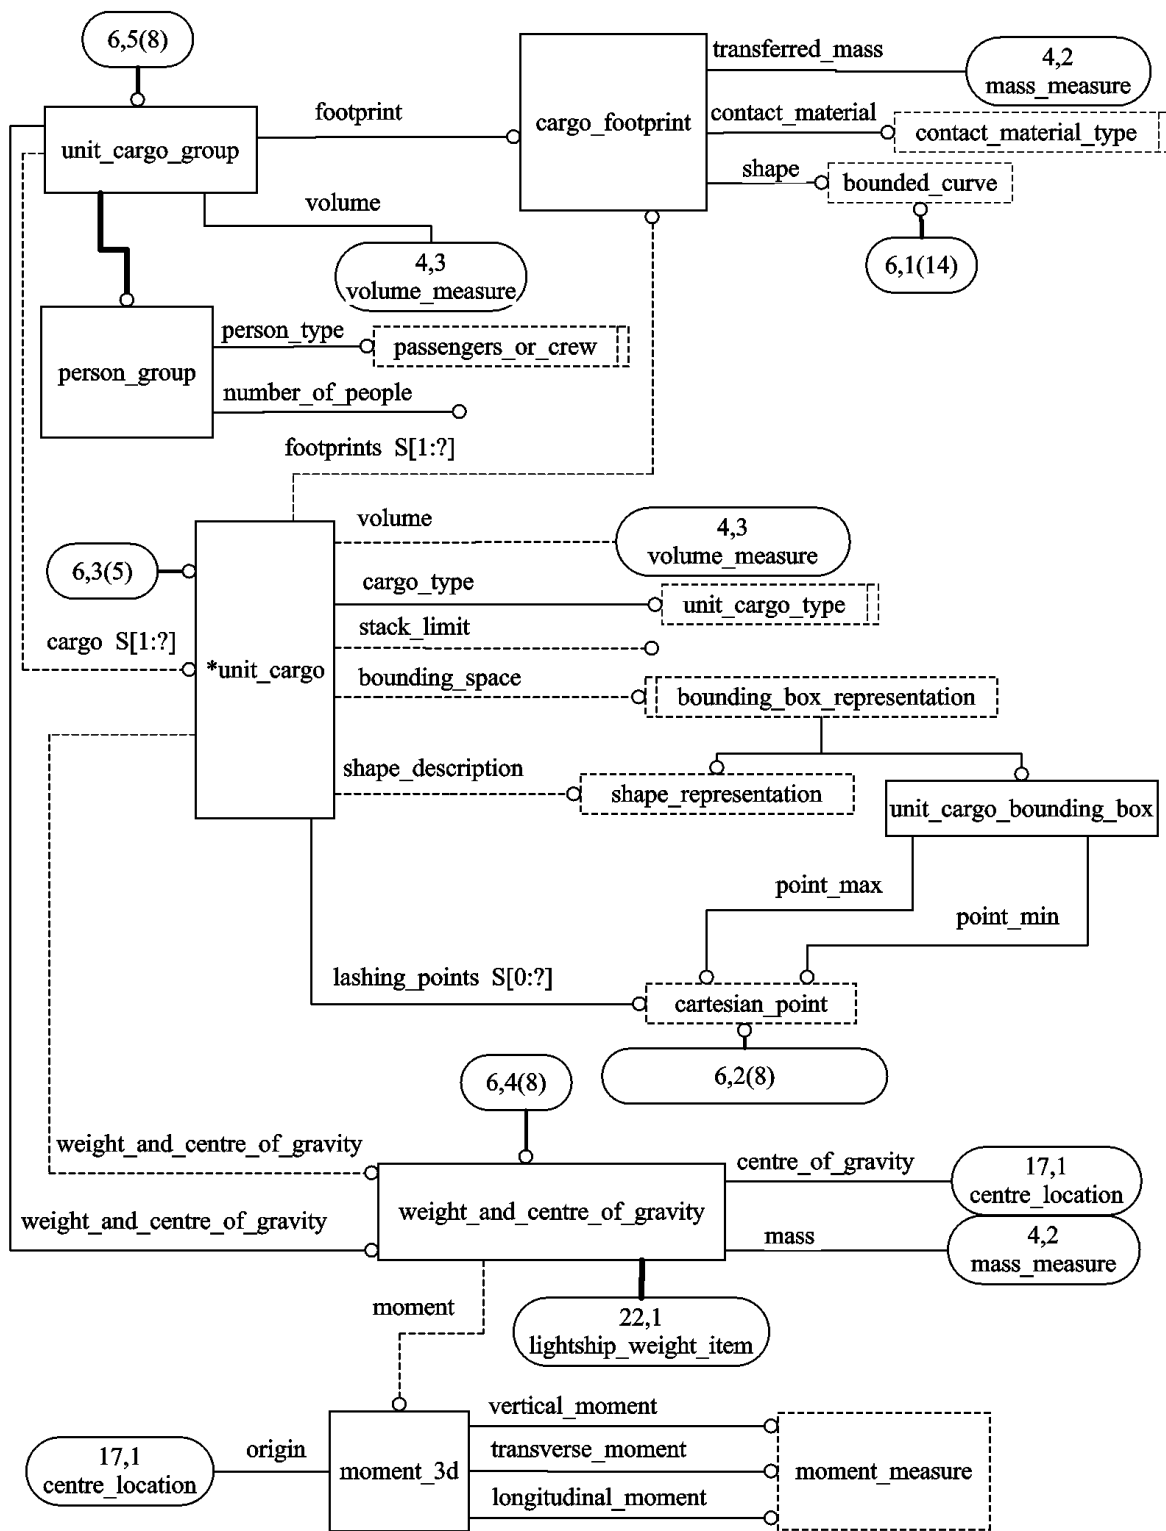 6,5(8)
unit_cargo_group
footprint
cargo_footprint
transferred_mass
4,2
mass_measure
contact_material
contact_material_type
shape
bounded_curve
6,1(14)
volume
4,3
volume_measure
person_group
person_type
passengers_or_crew
number_of_people
footprints S[1:?]
volume
4,3
volume_measure
6,3(5)
cargo_type
unit_cargo_type
cargo S[1:?]
*unit_cargo
stack_limit
bounding_space
bounding_box_representation
shape_description
shape_representation
unit_cargo_bounding_box
point_max
point_min
lashing_points S[0:?]
cartesian_point
6,2(8)
6,4(8)
weight_and_centre_of_gravity
weight_and_centre_of_gravity
weight_and_centre_of_gravity
centre_of_gravity
17,1
centre_location
mass
4,2
mass_measure
moment
22,1
lightship_weight_item
17,1
centre_location
origin
moment_3d
vertical_moment
transverse_moment
longitudinal_moment
moment_measure